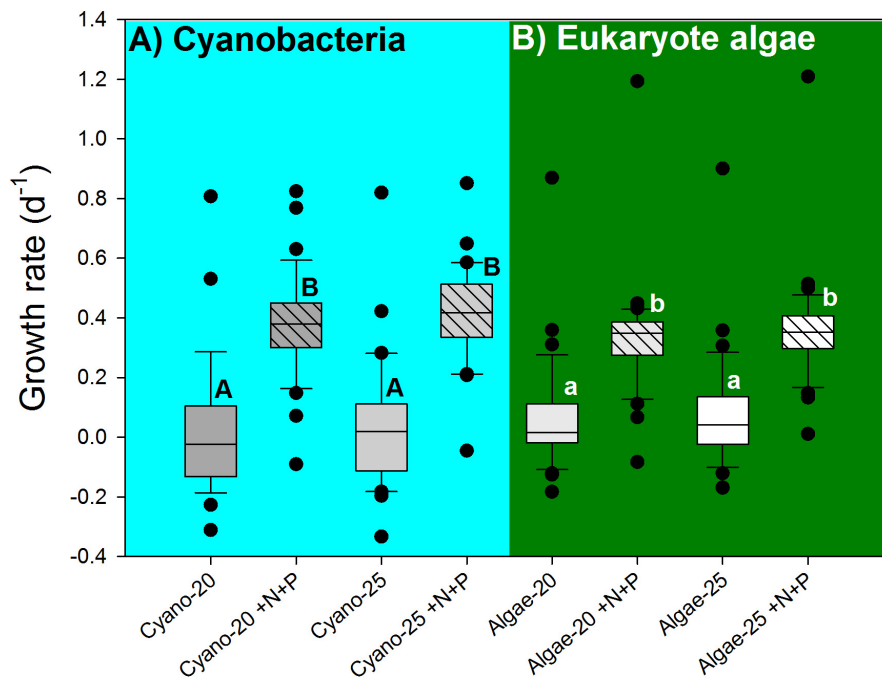 A) Cyanobacteria
B) Eukaryote algae
Growth rate (d⁻¹)
1.4
1.2
1.0
0.8
0.6
0.4
0.2
0.0
-0.2
-0.4
A
B
A
B
a
b
a
b
Cyano-20
Cyano-20 +N+P
Cyano-25
Cyano-25 +N+P
Algae-20
Algae-20 +N+P
Algae-25
Algae-25 +N+P